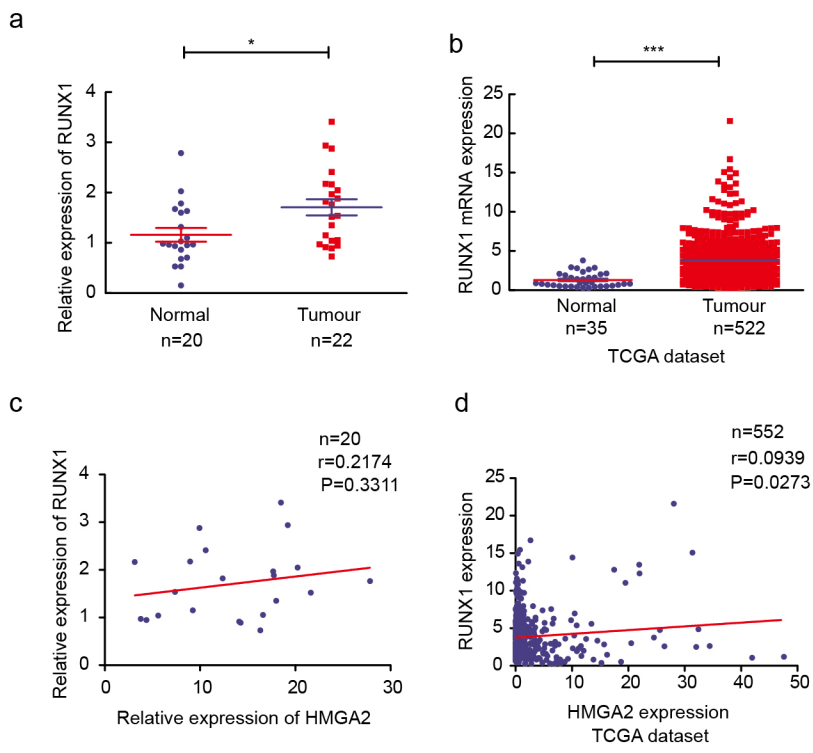 a
*
Relative expression of RUNX1
4
3
2
1
0
Normal
Tumour
n=20
n=22
b
***
RUNX1 mRNA expression
25
20
15
10
5
0
Normal
Tumour
n=35
n=522
TCGA dataset
c
n=20
r=0.2174
P=0.3311
Relative expression of RUNX1
4
3
2
1
0
0
10
20
30
Relative expression of HMGA2
d
n=552
r=0.0939
P=0.0273
RUNX1 expression
25
20
15
10
5
0
0
10
20
30
40
50
HMGA2 expression
TCGA dataset